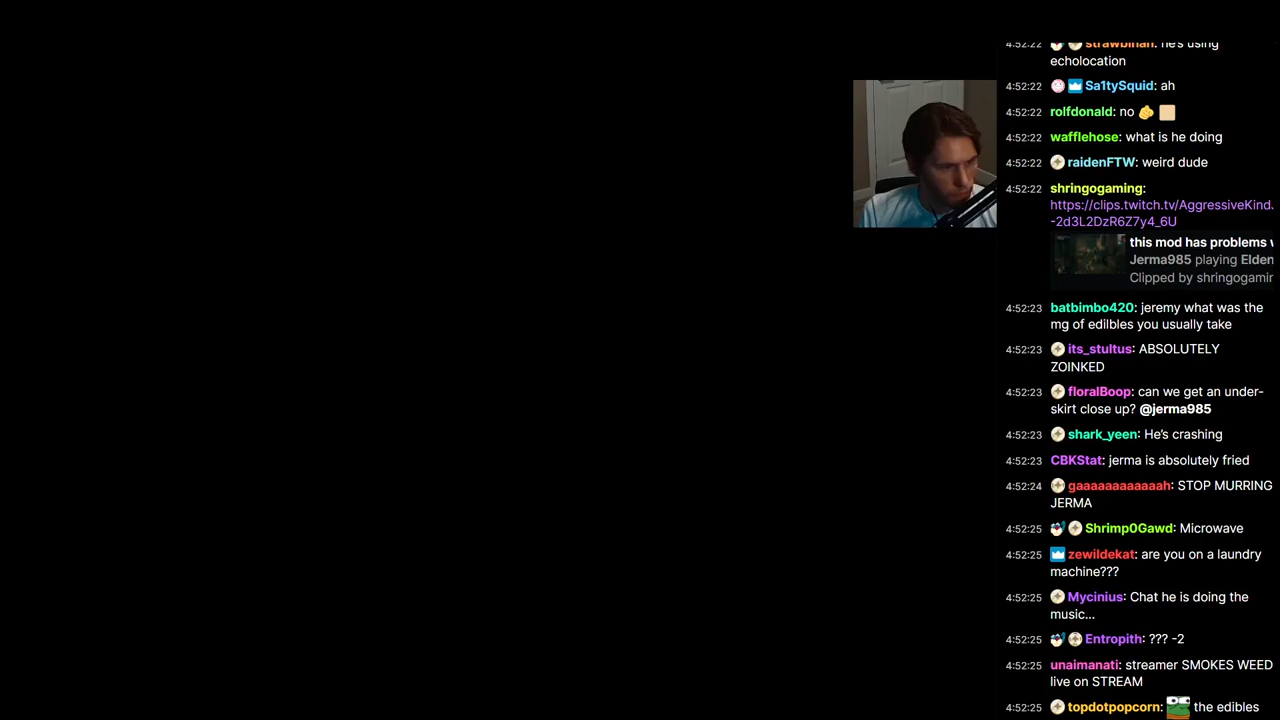 4:52:22 strawbinah: he's using
echolocation
4:52:22 Sa1tySquid: ah
4:52:22 rolfdonald: no
4:52:22 wafflehose: what is he doing
4:52:22 raidenFTW: weird dude
shringogaming:
4:52:22 https://clips.twitch.tv/AggressiveKind.
-2d3L2DzR6Z7y4_6U
this mod has problems
Jerma985 playing Elden
Clipped by shringogamin
4:52:23 batbimbo420: jeremy what was the
mg of edilbles you usually take
4:52:23 its_stultus: ABSOLUTELY
ZOINKED
4:52:23 floralBoop: can we get an under-
skirt close up? @jerma985
4:52:23 shark_yeen: He's crashing
4:52:23 CBKStat: jerma is absolutely fried
4:52:24 gaaaaaaaaaaaah: STOP MURRING
JERMA
4:52:25 Shrimp0Gawd: Microwave
4:52:25 zewildekat: are you on a laundry
machine???
4:52:25 Mycinius: Chat he is doing the
music...
4:52:25 Entropith: ??? -2
4:52:25 unaimanati: streamer SMOKES WEED
live on STREAM
4:52:25 topdotpopcorn: the edibles